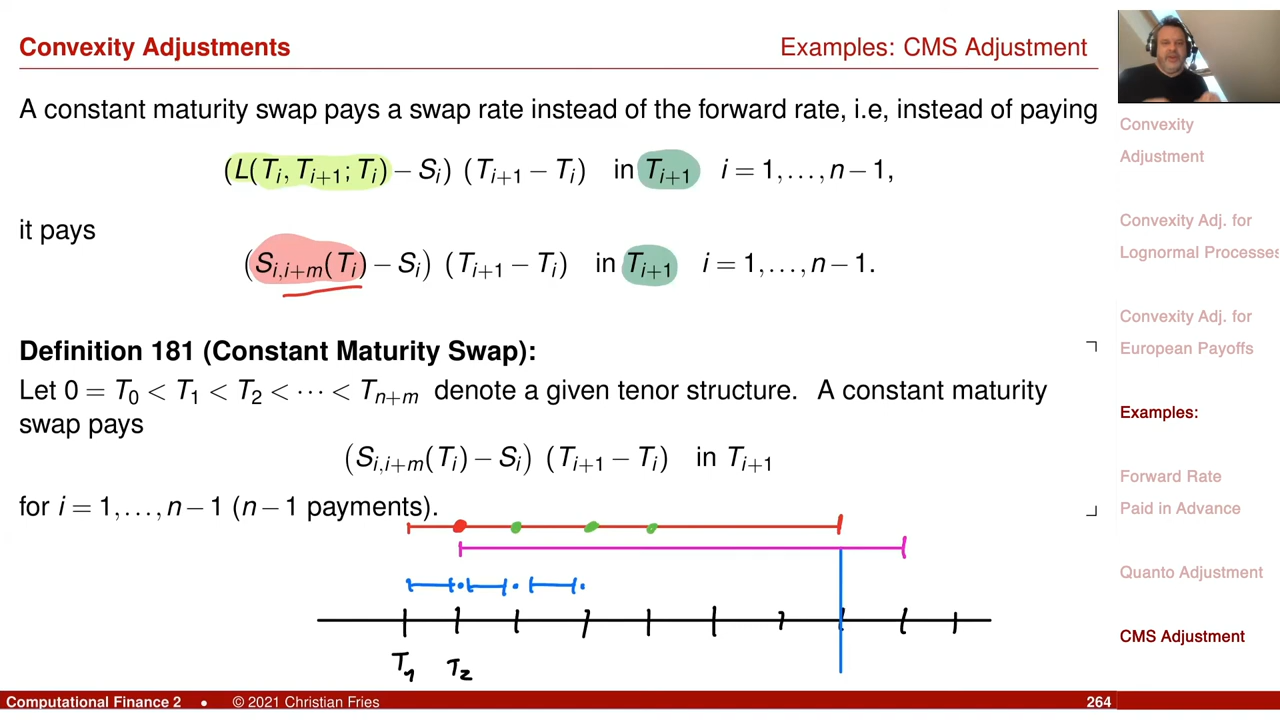 Convexity Adjustments
Examples: CMS Adjustment
A constant maturity swap pays a swap rate instead of the forward rate, i.e, instead of paying
(L(Tᵢ, Tᵢ₊₁; Tᵢ) − Sᵢ) (Tᵢ₊₁ − Tᵢ) in Tᵢ₊₁ i = 1, . . . , n − 1,
it pays
(Sᵢ,ᵢ₊ₘ(Tᵢ) − Sᵢ) (Tᵢ₊₁ − Tᵢ) in Tᵢ₊₁ i = 1, . . . , n − 1.
Definition 181 (Constant Maturity Swap):
Let 0 = T₀ < T₁ < T₂ < ··· < Tₙ₊ₘ denote a given tenor structure. A constant maturity
swap pays
(Sᵢ,ᵢ₊ₘ(Tᵢ) − Sᵢ) (Tᵢ₊₁ − Tᵢ) in Tᵢ₊₁
for i = 1, . . . , n − 1 (n − 1 payments).
T₁ T₂
Convexity
Adjustment
Convexity Adj. for
Lognormal Processes
Convexity Adj. for
European Payoffs
Examples:
Forward Rate
Paid in Advance
Quanto Adjustment
CMS Adjustment
Computational Finance 2 • © 2021 Christian Fries
264